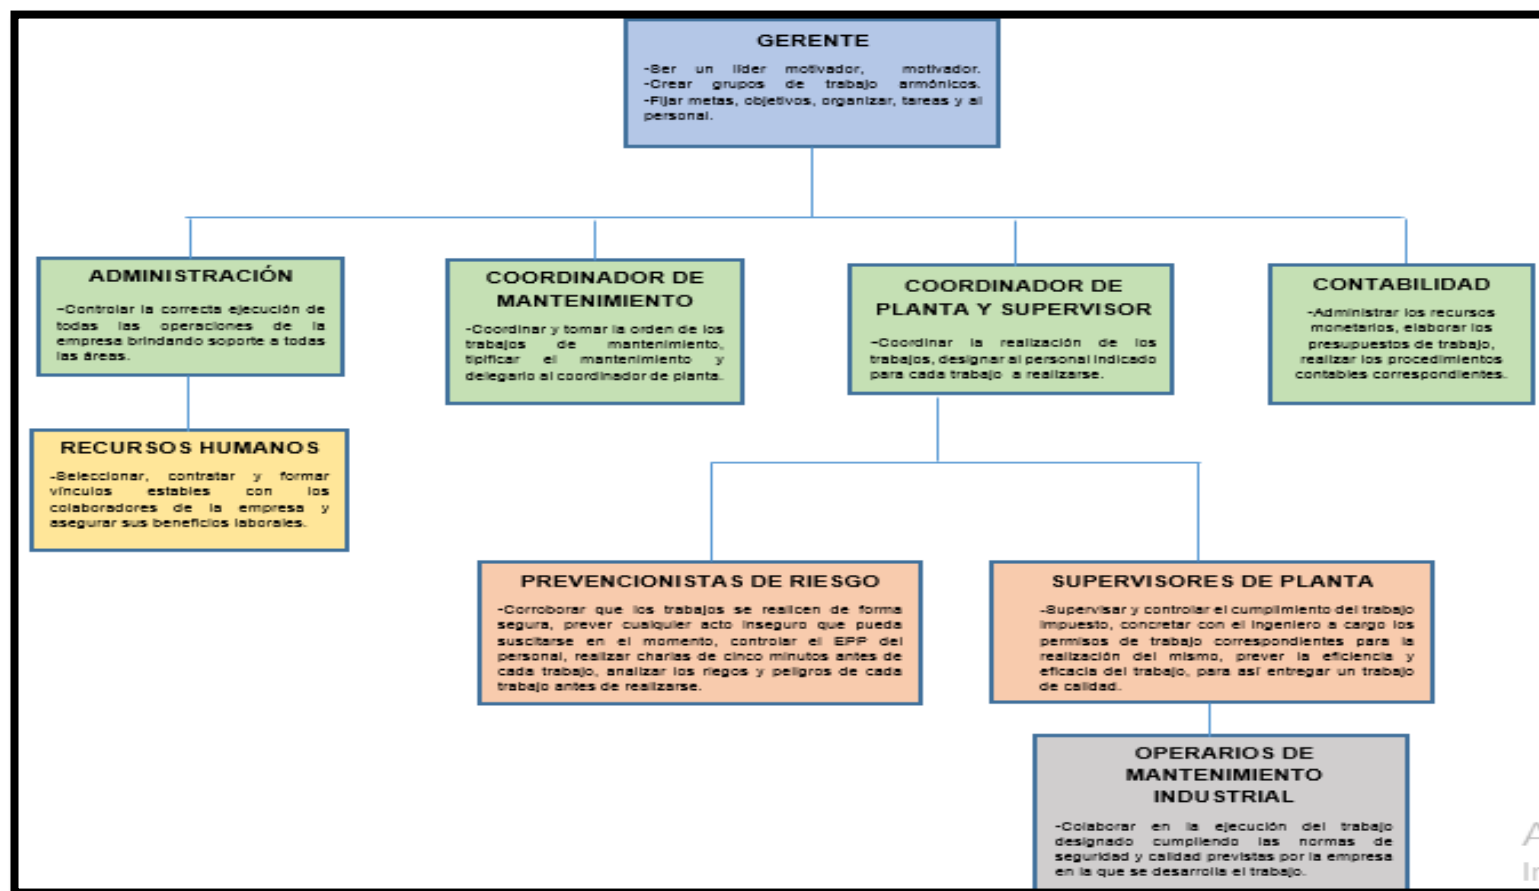 GERENTE
-Ser un líder motivador, motivador.
-Crear grupos de trabajo armónicos.
-Fijar metas, objetivos, organizar, tareas y al
personal.
ADMINISTRACIÓN
-Controlar la correcta ejecución de
todas las operaciones de la
empresa brindando soporte a todas
las áreas.
COORDINADOR DE
MANTENIMIENTO
-Coordinar y tomar la orden de los
trabajos de mantenimiento,
tipificar el mantenimiento y
delegarlo al coordinador de planta.
COORDINADOR DE
PLANTA Y SUPERVISOR
-Coordinar la realización de los
trabajos, designar al personal indicado
para cada trabajo a realizarse.
CONTABILIDAD
-Administrar los recursos
monetarios, elaborar los
presupuestos de trabajo,
realizar los procedimientos
contables correspondientes.
RECURSOS HUMANOS
-Seleccionar, contratar y formar
vínculos estables con los
colaboradores de la empresa y
asegurar sus beneficios laborales.
PREVENCIONISTAS DE RIESGO
-Corroborar que los trabajos se realicen de forma
segura, prever cualquier acto inseguro que pueda
suscitarse en el momento, controlar el EPP del
personal, realizar charlas de cinco minutos antes de
cada trabajo, analizar los riegos y peligros de cada
trabajo antes de realizarse.
SUPERVISORES DE PLANTA
-Supervisar y controlar el cumplimiento del trabajo
impuesto, concretar con el ingeniero a cargo los
permisos de trabajo correspondientes para la
realización del mismo, prever la eficiencia y
eficacia del trabajo, para así entregar un trabajo
de calidad.
OPERARIOS DE
MANTENIMIENTO
INDUSTRIAL
-Colaborar en la ejecución del trabajo
designado cumpliendo las normas de
seguridad y calidad previstas por la empresa
en la que se desarrolla el trabajo.